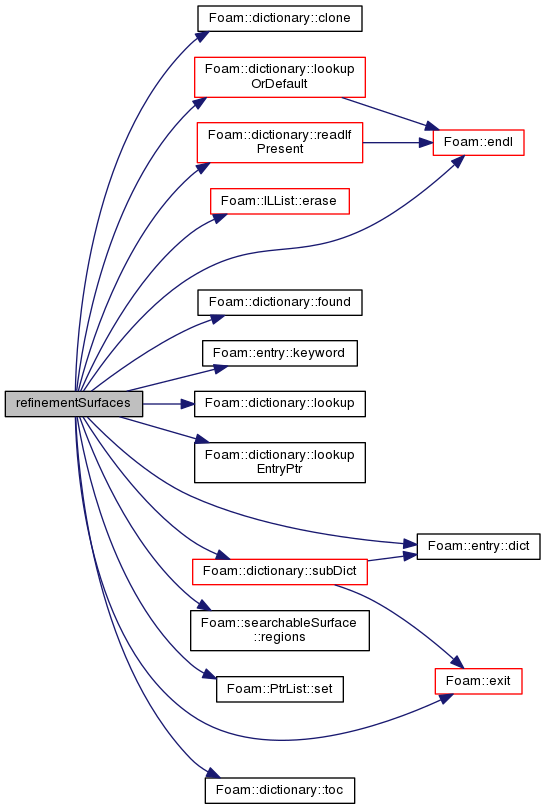 Foam::dictionary::clone
Foam::dictionary::lookup
OrDefault
Foam::dictionary::readIf
Present
Foam::endl
Foam::ILList::erase
Foam::dictionary::found
Foam::entry::keyword
refinementSurfaces
Foam::dictionary::lookup
Foam::dictionary::lookup
EntryPtr
Foam::entry::dict
Foam::dictionary::subDict
Foam::searchableSurface
::regions
Foam::PtrList::set
Foam::exit
Foam::dictionary::toc